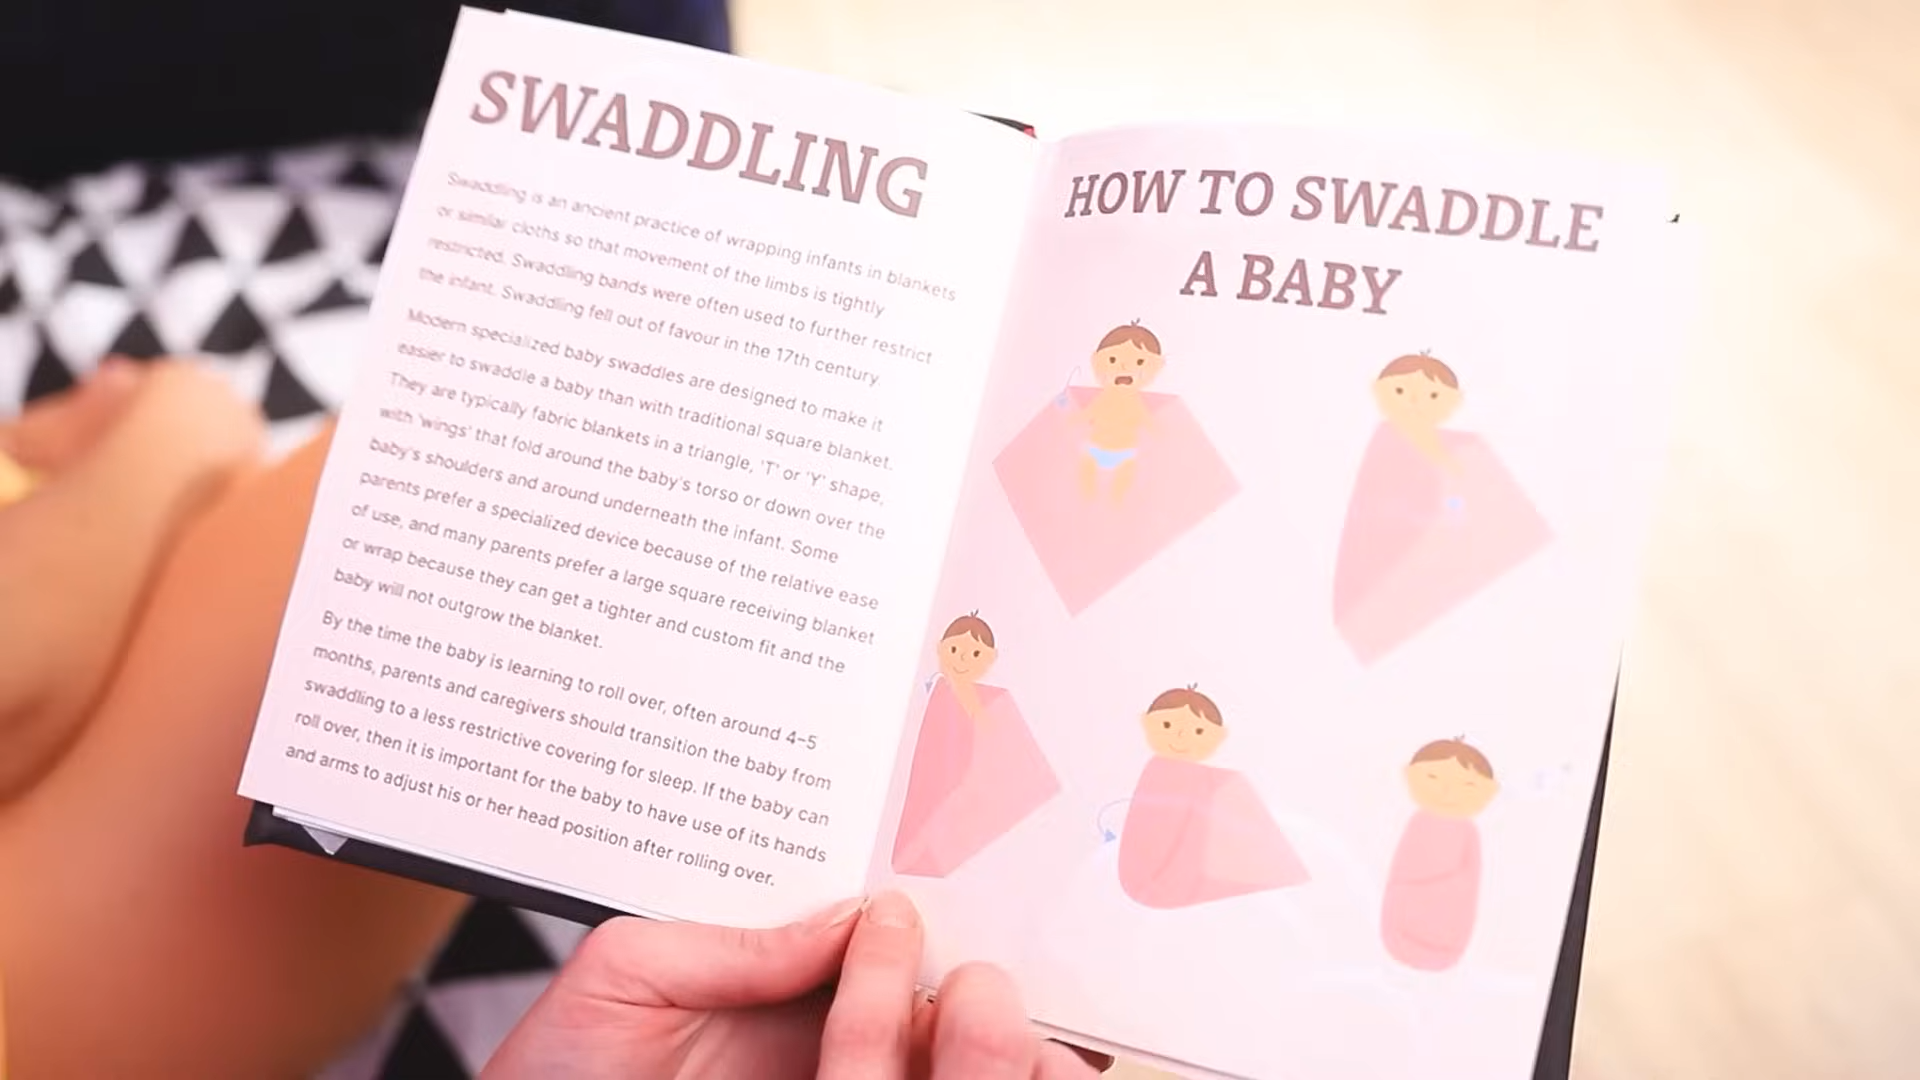 SWADDLING
Swaddling is an ancient practice of wrapping infants in blankets
or similar cloths so that movement of the limbs is tightly
restricted. Swaddling bands were often used to further restrict
the infant. Swaddling fell out of favour in the 17th century.
Modern specialized baby swaddles are designed to make it
easier to swaddle a baby than with traditional square blanket.
They are typically fabric blankets in a triangle, 'T' or 'Y' shape,
with 'wings' that fold around the baby's torso or down over the
baby's shoulders and around underneath the infant. Some
parents prefer a specialized device because of the relative ease
of use, and many parents prefer a large square receiving blanket
or wrap because they can get a tighter and custom fit and the
baby will not outgrow the blanket.
By the time the baby is learning to roll over, often around 4–5
months, parents and caregivers should transition the baby from
swaddling to a less restrictive covering for sleep. If the baby can
roll over, then it is important for the baby to have use of its hands
and arms to adjust his or her head position after rolling over.
HOW TO SWADDLE
A BABY